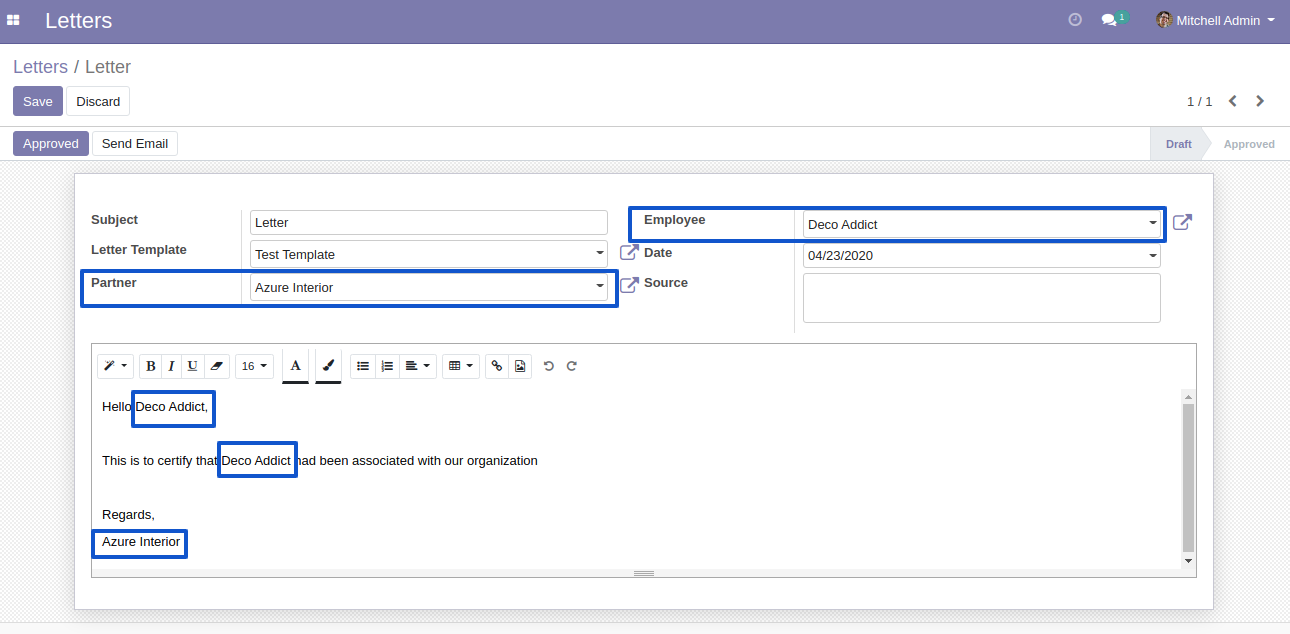 Letters
1
Mitchell Admin
Letters / Letter
Save Discard
1 / 1
Approved Send Email
Draft Approved
Subject Letter
Letter Template Test Template
Partner Azure Interior
Employee Deco Addict
Date 04/23/2020
Source
B I U 16 A
Hello Deco Addict,
This is to certify that Deco Addict had been associated with our organization
Regards,
Azure Interior